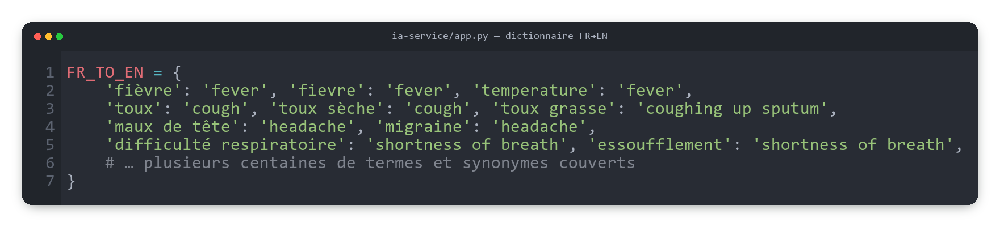 ia-service/app.py — dictionnaire FR→EN
1 FR_TO_EN = {
2     'fièvre': 'fever', 'fievre': 'fever', 'temperature': 'fever',
3     'toux': 'cough', 'toux sèche': 'cough', 'toux grasse': 'coughing up sputum',
4     'maux de tête': 'headache', 'migraine': 'headache',
5     'difficulté respiratoire': 'shortness of breath', 'essoufflement': 'shortness of breath',
6     # … plusieurs centaines de termes et synonymes couverts
7 }